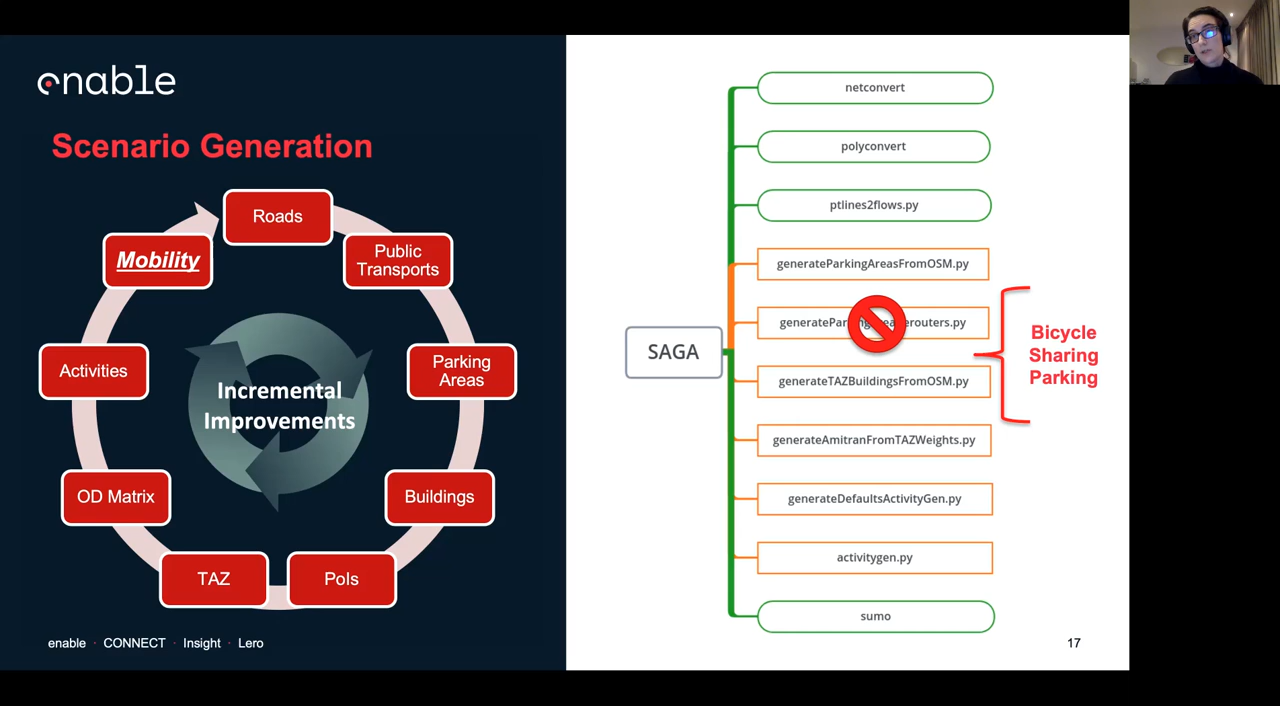 enable
Scenario Generation
Roads
Public
Transports
Parking
Areas
Buildings
PoIs
TAZ
OD Matrix
Activities
Mobility
Incremental
Improvements
enable · CONNECT · Insight · Lero
SAGA
netconvert
polyconvert
ptlines2flows.py
generateParkingAreasFromOSM.py
erouters.py
generateTAZBuildingsFromOSM.py
generateAmitranFromTAZWeights.py
generateDefaultsActivityGen.py
activitygen.py
sumo
Bicycle
Sharing
Parking
17